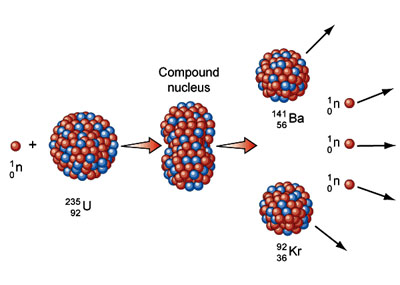 1
0 n
+
235
92 U
Compound
nucleus
141
56 Ba
92
36 Kr
1
0 n
1
0 n
1
0 n